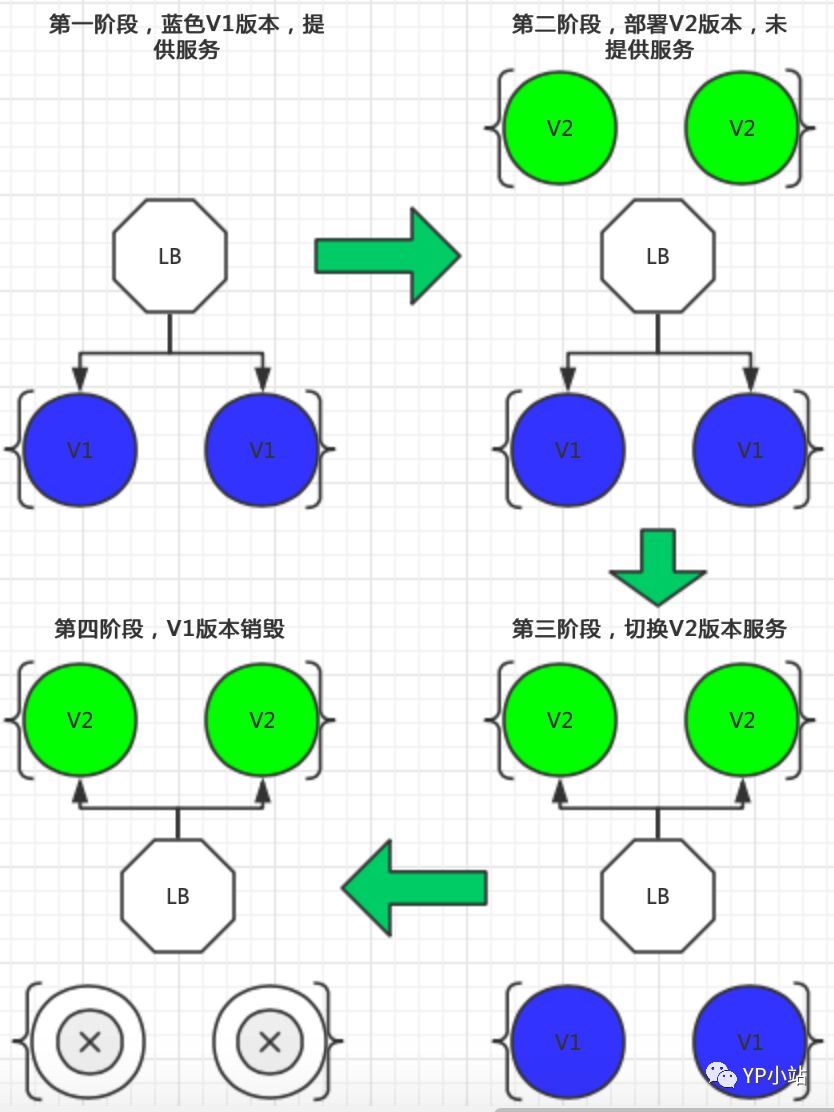 第一阶段，蓝色V1版本，提
供服务
第二阶段，部署V2版本，未
提供服务
V2
V2
LB
LB
V1
V1
V1
V1
第四阶段，V1版本销毁
第三阶段，切换V2版本服务
V2
V2
V2
V2
LB
LB
V1
V1
YP小站